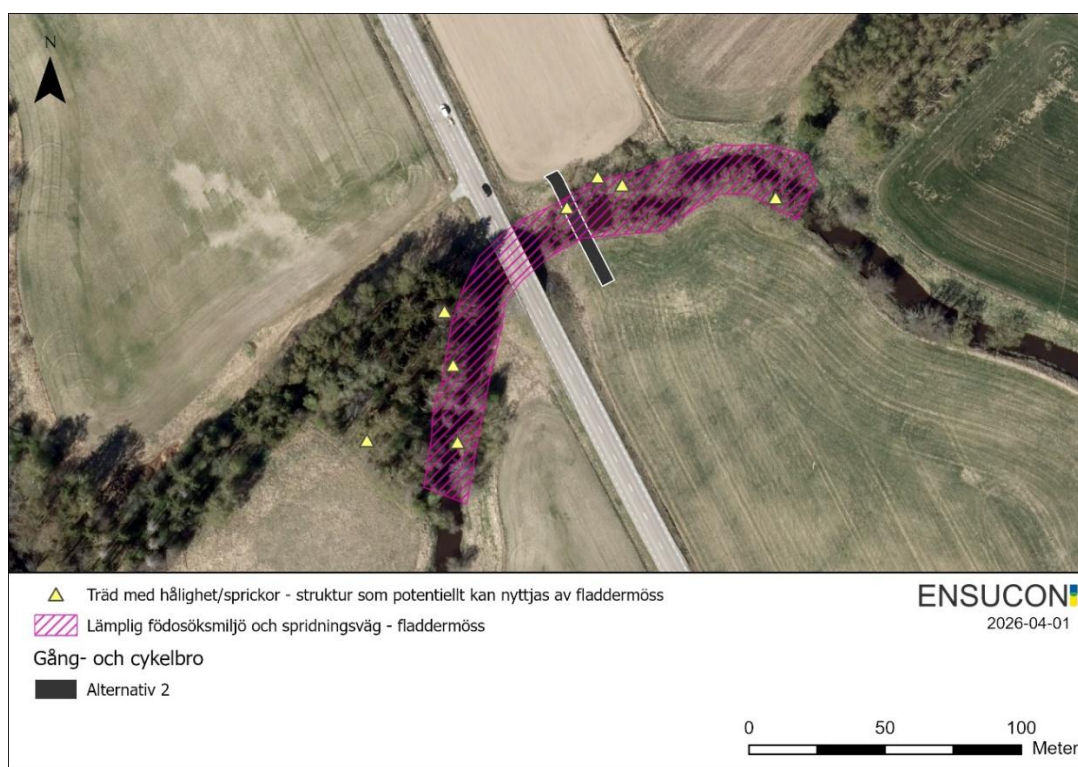 N
Träd med hålighet/sprickor - struktur som potentiellt kan nyttjas av fladdermöss
Lämplig födosöksmiljö och spridningsväg - fladdermöss
Gång- och cykelbro
Alternativ 2
ENSUCON
2026-04-01
0 50 100
Meter